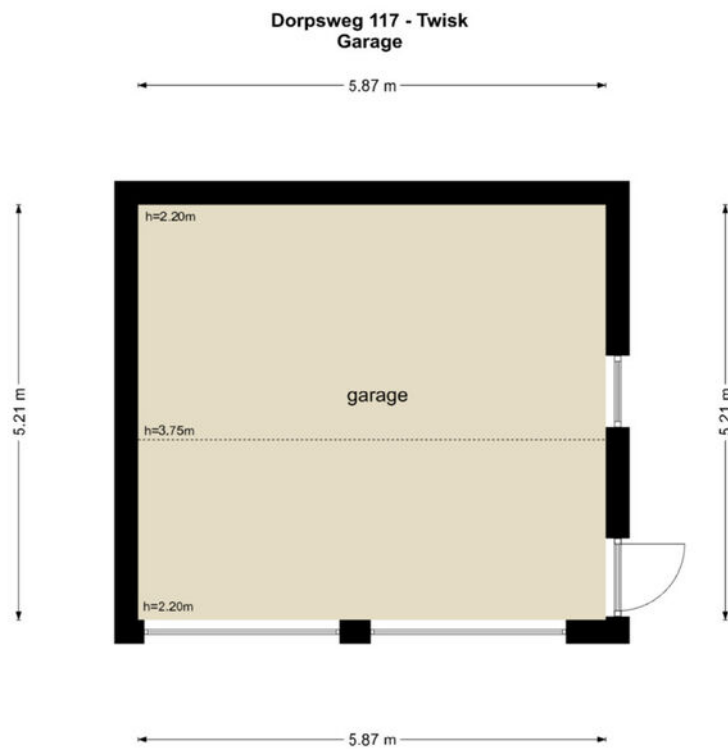 Dorpsweg 117 - Twisk
Garage
5.87 m
h=2.20m
5.21 m
garage
5.21 m
h=3.75m
h=2.20m
5.87 m